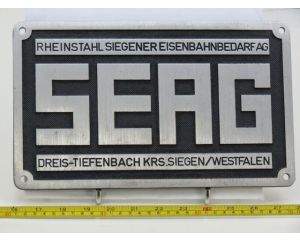 RHEINSTAHL SIEGENER EISENBAHNBEDARF AG
SEAG
DREIS-TIEFENBACH KRS. SIEGEN/WESTFALEN